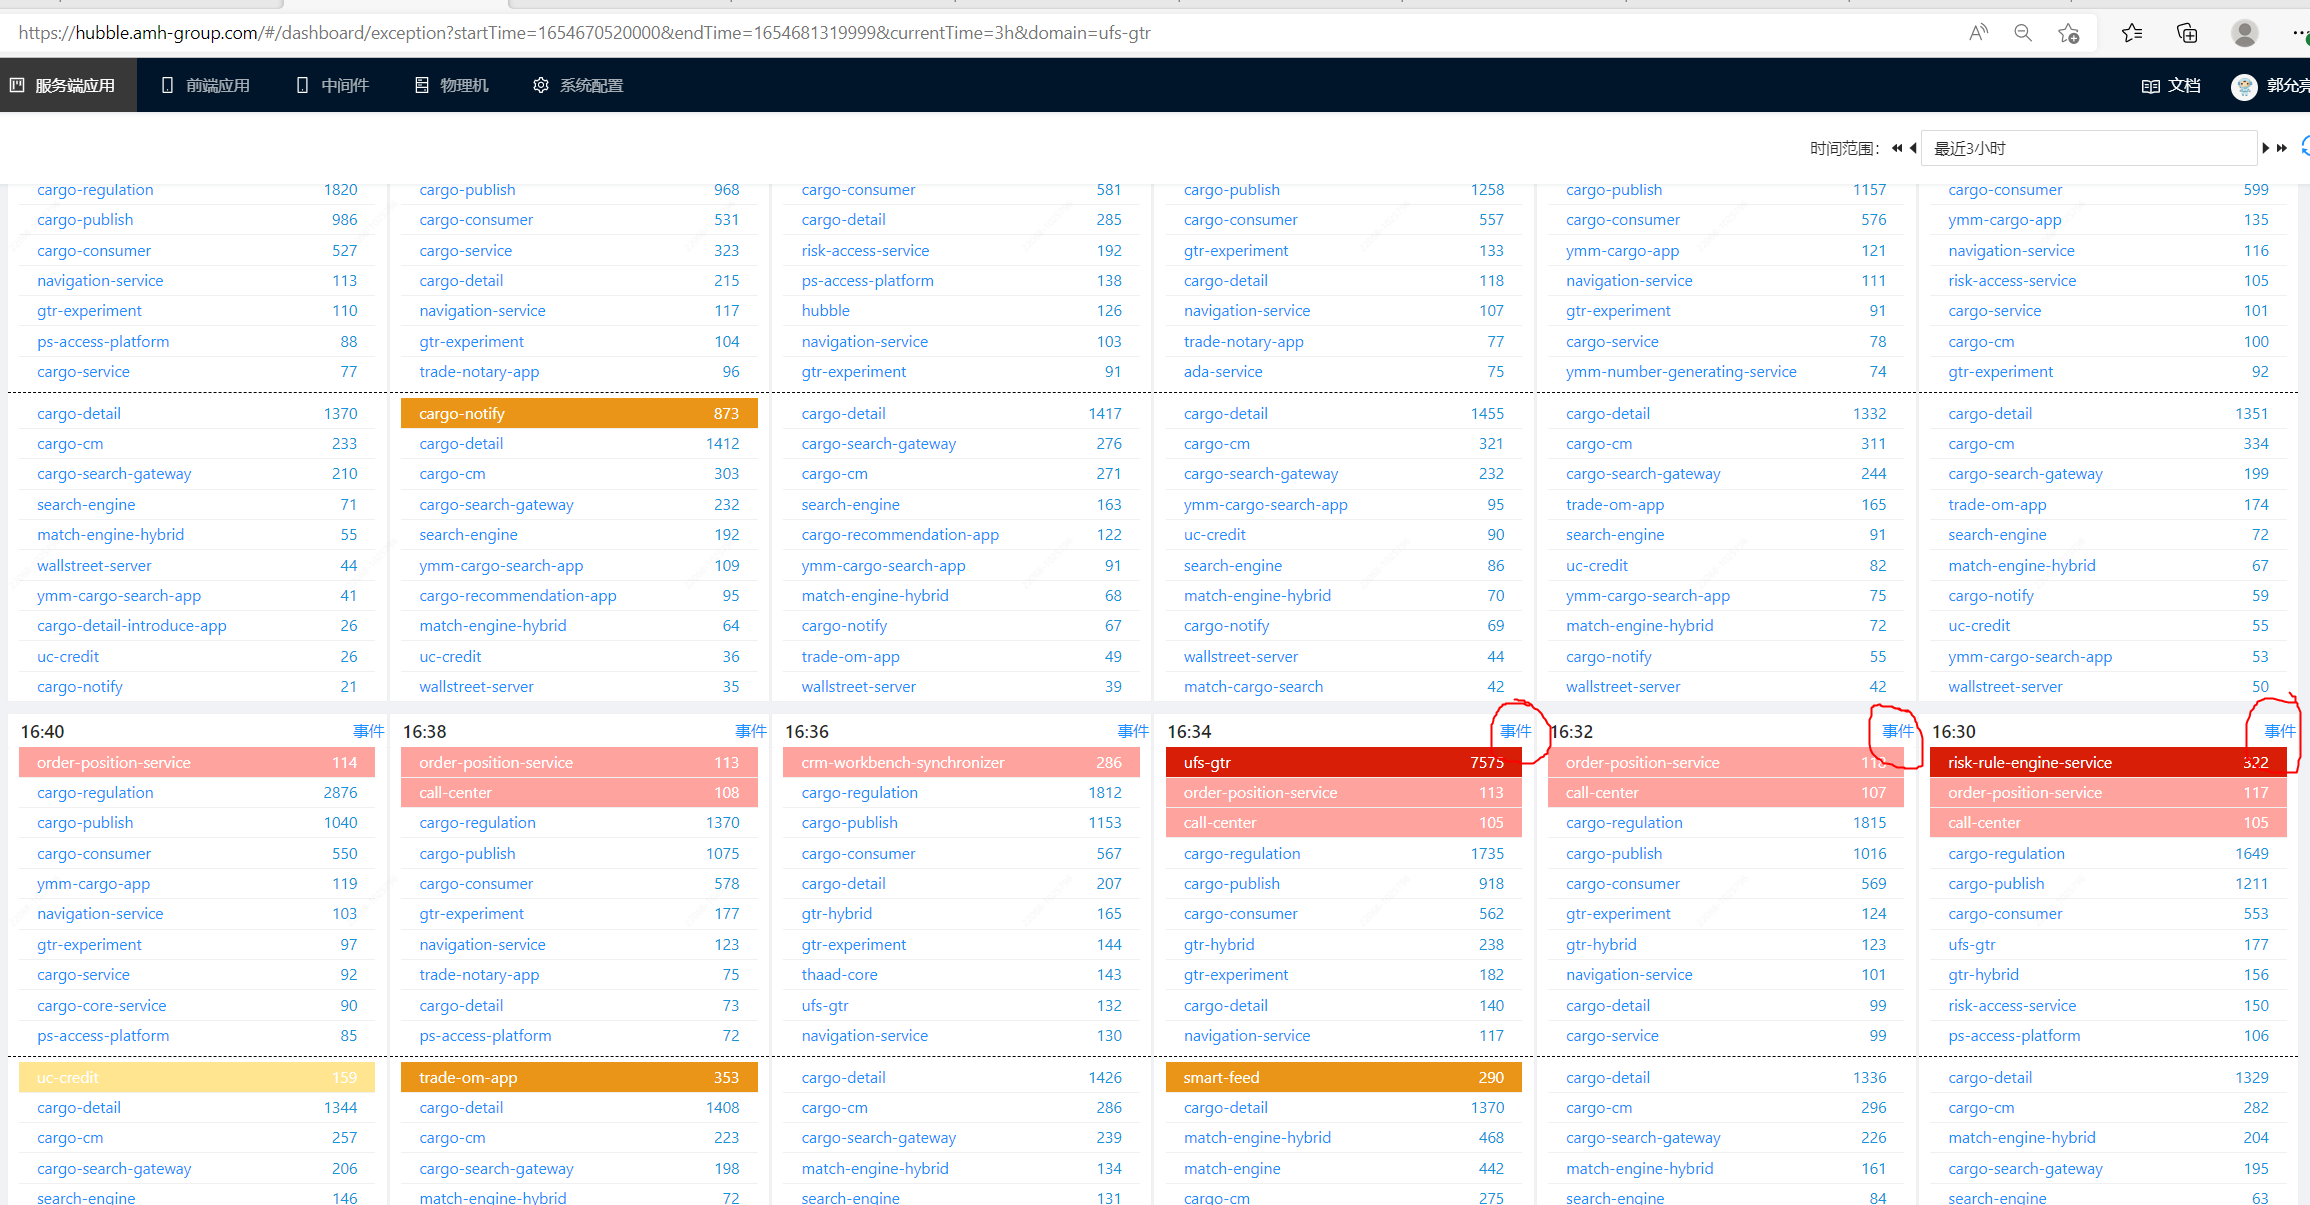 https://hubble.amh-group.com/#/dashboard/exception?startTime=1654670520000&endTime=1654681319999&currentTime=3h&domain=ufs-gtr
服务端应用 前端应用 中间件 物理机 系统配置 文档 郭允亮
时间范围: 最近3小时
cargo-regulation 1820 cargo-publish 968 cargo-consumer 581 cargo-publish 1258 cargo-publish 1157 cargo-consumer 599
cargo-publish 986 cargo-consumer 531 cargo-detail 285 cargo-consumer 557 cargo-consumer 576 ymm-cargo-app 135
cargo-consumer 527 cargo-service 323 risk-access-service 192 gtr-experiment 133 ymm-cargo-app 121 navigation-service 116
navigation-service 113 cargo-detail 215 ps-access-platform 138 cargo-detail 118 navigation-service 111 risk-access-service 105
gtr-experiment 110 navigation-service 117 hubble 126 navigation-service 107 gtr-experiment 91 cargo-service 101
ps-access-platform 88 gtr-experiment 104 navigation-service 103 trade-notary-app 77 cargo-service 78 cargo-cm 100
cargo-service 77 trade-notary-app 96 gtr-experiment 91 ada-service 75 ymm-number-generating-service 74 gtr-experiment 92
cargo-detail 1370 cargo-notify 873 cargo-detail 1417 cargo-detail 1455 cargo-detail 1332 cargo-detail 1351
cargo-cm 233 cargo-detail 1412 cargo-search-gateway 276 cargo-cm 321 cargo-cm 311 cargo-cm 334
cargo-search-gateway 210 cargo-cm 303 cargo-cm 271 cargo-search-gateway 232 cargo-search-gateway 244 cargo-search-gateway 199
search-engine 71 cargo-search-gateway 232 search-engine 163 ymm-cargo-search-app 95 trade-om-app 165 trade-om-app 174
match-engine-hybrid 55 search-engine 192 cargo-recommendation-app 122 uc-credit 90 search-engine 91 search-engine 72
wallstreet-server 44 ymm-cargo-search-app 109 ymm-cargo-search-app 91 search-engine 86 uc-credit 82 match-engine-hybrid 67
ymm-cargo-search-app 41 cargo-recommendation-app 95 match-engine-hybrid 68 match-engine-hybrid 70 ymm-cargo-search-app 75 cargo-notify 59
cargo-detail-introduce-app 26 match-engine-hybrid 64 cargo-notify 67 cargo-notify 69 match-engine-hybrid 72 uc-credit 55
uc-credit 26 uc-credit 36 trade-om-app 49 wallstreet-server 44 cargo-notify 55 ymm-cargo-search-app 53
cargo-notify 21 wallstreet-server 35 wallstreet-server 39 match-cargo-search 42 wallstreet-server 42 wallstreet-server 50
16:40 事件 16:38 事件 16:36 事件 16:34 事件 16:32 事件 16:30 事件
order-position-service 114 order-position-service 113 crm-workbench-synchronizer 286 ufs-gtr 7575 order-position-service 118 risk-rule-engine-service 322
cargo-regulation 2876 call-center 108 cargo-regulation 1812 order-position-service 113 call-center 107 order-position-service 117
cargo-publish 1040 cargo-regulation 1370 cargo-publish 1153 call-center 105 cargo-regulation 1815 call-center 105
cargo-consumer 550 cargo-publish 1075 cargo-consumer 567 cargo-regulation 1735 cargo-publish 1016 cargo-regulation 1649
ymm-cargo-app 119 cargo-consumer 578 cargo-detail 207 cargo-publish 918 cargo-consumer 569 cargo-publish 1211
navigation-service 103 gtr-experiment 177 gtr-hybrid 165 cargo-consumer 562 gtr-experiment 124 cargo-consumer 553
gtr-experiment 97 navigation-service 123 gtr-experiment 144 gtr-hybrid 238 gtr-hybrid 123 ufs-gtr 177
cargo-service 92 trade-notary-app 75 thaad-core 143 gtr-experiment 182 navigation-service 101 gtr-hybrid 156
cargo-core-service 90 cargo-detail 73 ufs-gtr 132 cargo-detail 140 cargo-detail 99 risk-access-service 150
ps-access-platform 85 ps-access-platform 72 navigation-service 130 navigation-service 117 cargo-service 99 ps-access-platform 106
uc-credit 159 trade-om-app 353 cargo-detail 1426 smart-feed 290 cargo-detail 1336 cargo-detail 1329
cargo-detail 1344 cargo-detail 1408 cargo-cm 286 cargo-detail 1370 cargo-cm 296 cargo-cm 282
cargo-cm 257 cargo-cm 223 cargo-search-gateway 239 match-engine-hybrid 468 cargo-search-gateway 226 match-engine-hybrid 204
cargo-search-gateway 206 cargo-search-gateway 198 match-engine-hybrid 134 match-engine 442 match-engine-hybrid 161 cargo-search-gateway 195
search-engine 146 match-engine-hybrid 72 search-engine 131 cargo-cm 275 search-engine 84 search-engine 63